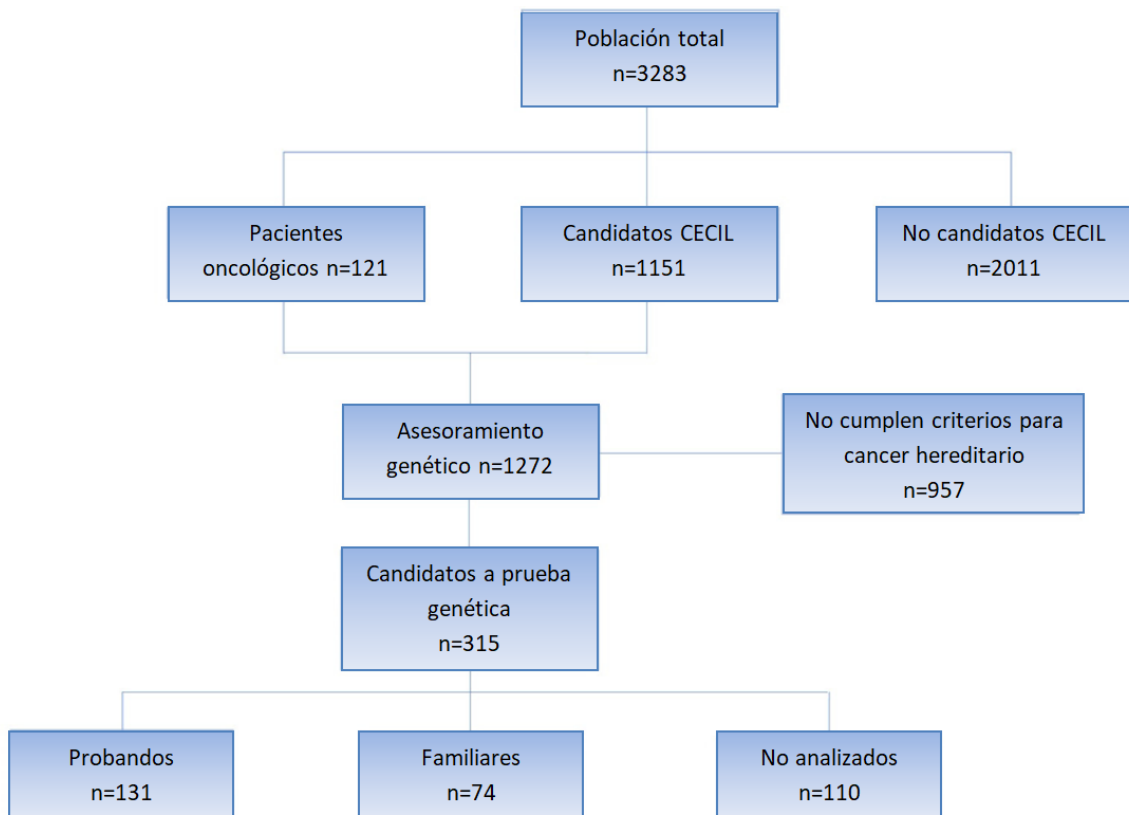 Población total
n=3283
Pacientes
oncológicos n=121
Candidatos CECIL
n=1151
No candidatos CECIL
n=2011
Asesoramiento
genético n=1272
No cumplen criterios para
cancer hereditario
n=957
Candidatos a prueba
genética
n=315
Probandos
n=131
Familiares
n=74
No analizados
n=110